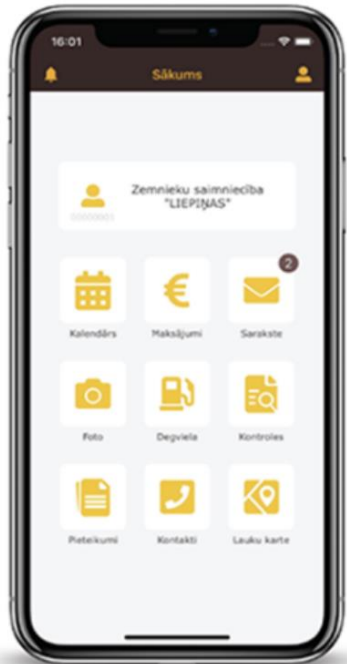 16:01
Sākums
Zemnieku saimniecība
"LIEPIŅAS"
2
Kalendārs
Maksājumi
Sarakste
Foto
Degviela
Kontroles
Pieteikumi
Kontakti
Lauku karte